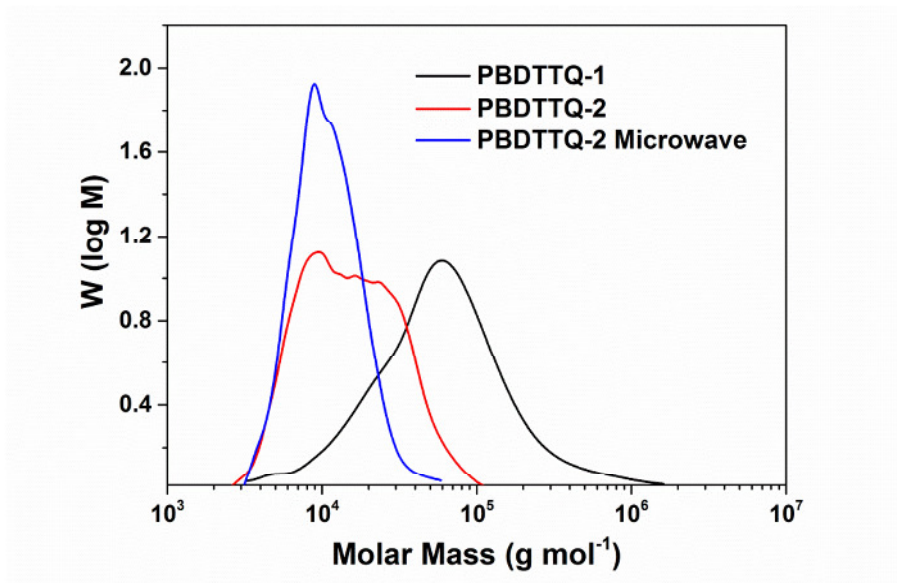 PBDTTQ-1
PBDTTQ-2
PBDTTQ-2 Microwave
W (log M)
2.0
1.6
1.2
0.8
0.4
10³ 10⁴ 10⁵ 10⁶ 10⁷
Molar Mass (g mol⁻¹)